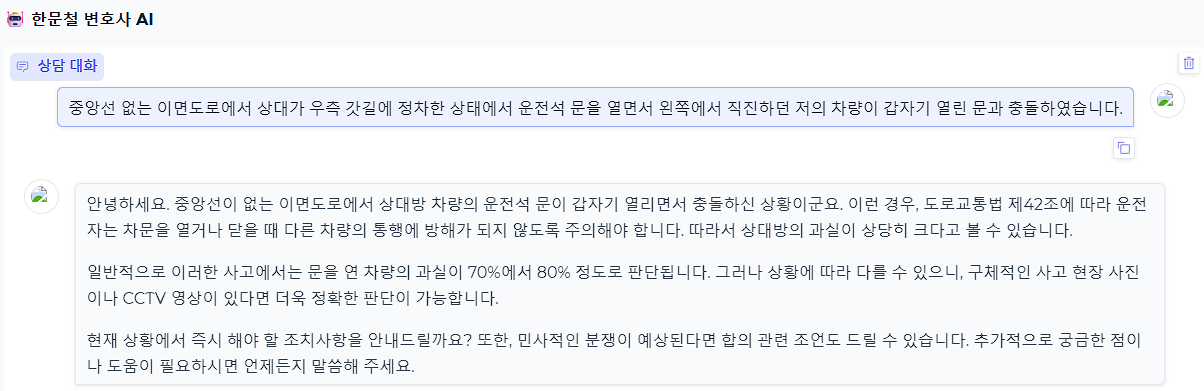 한문철 변호사 AI
상담 대화
중앙선 없는 이면도로에서 상대가 우측 갓길에 정차한 상태에서 운전석 문을 열면서 왼쪽에서 직진하던 저의 차량이 갑자기 열린 문과 충돌하였습니다.
안녕하세요. 중앙선이 없는 이면도로에서 상대방 차량의 운전석 문이 갑자기 열리면서 충돌하신 상황이군요. 이런 경우, 도로교통법 제42조에 따라 운전
자는 차문을 열거나 닫을 때 다른 차량의 통행에 방해가 되지 않도록 주의해야 합니다. 따라서 상대방의 과실이 상당히 크다고 볼 수 있습니다.
일반적으로 이러한 사고에서는 문을 연 차량의 과실이 70%에서 80% 정도로 판단됩니다. 그러나 상황에 따라 다를 수 있으니, 구체적인 사고 현장 사진
이나 CCTV 영상이 있다면 더욱 정확한 판단이 가능합니다.
현재 상황에서 즉시 해야 할 조치사항을 안내드릴까요? 또한, 민사적인 분쟁이 예상된다면 합의 관련 조언도 드릴 수 있습니다. 추가적으로 궁금한 점이
나 도움이 필요하시면 언제든지 말씀해 주세요.